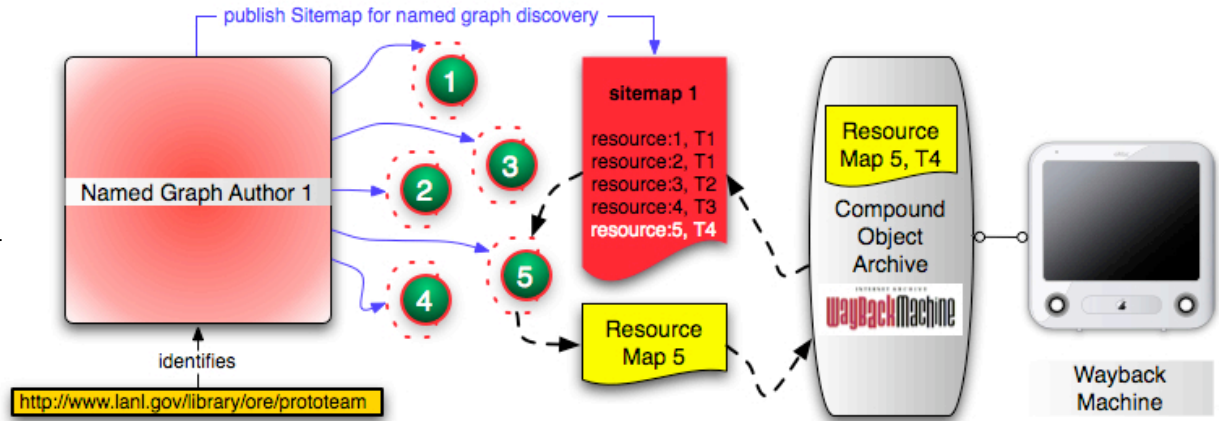 publish Sitemap for named graph discovery
Named Graph Author 1
1
3
2
5
4
identifies
http://www.lanl.gov/library/ore/prototeam
sitemap 1
resource:1, T1
resource:2, T1
resource:3, T2
resource:4, T3
resource:5, T4
Resource
Map 5
Resource
Map 5, T4
Compound
Object
Archive
INTERNET ARCHIVE
WayBackMachine
Wayback
Machine